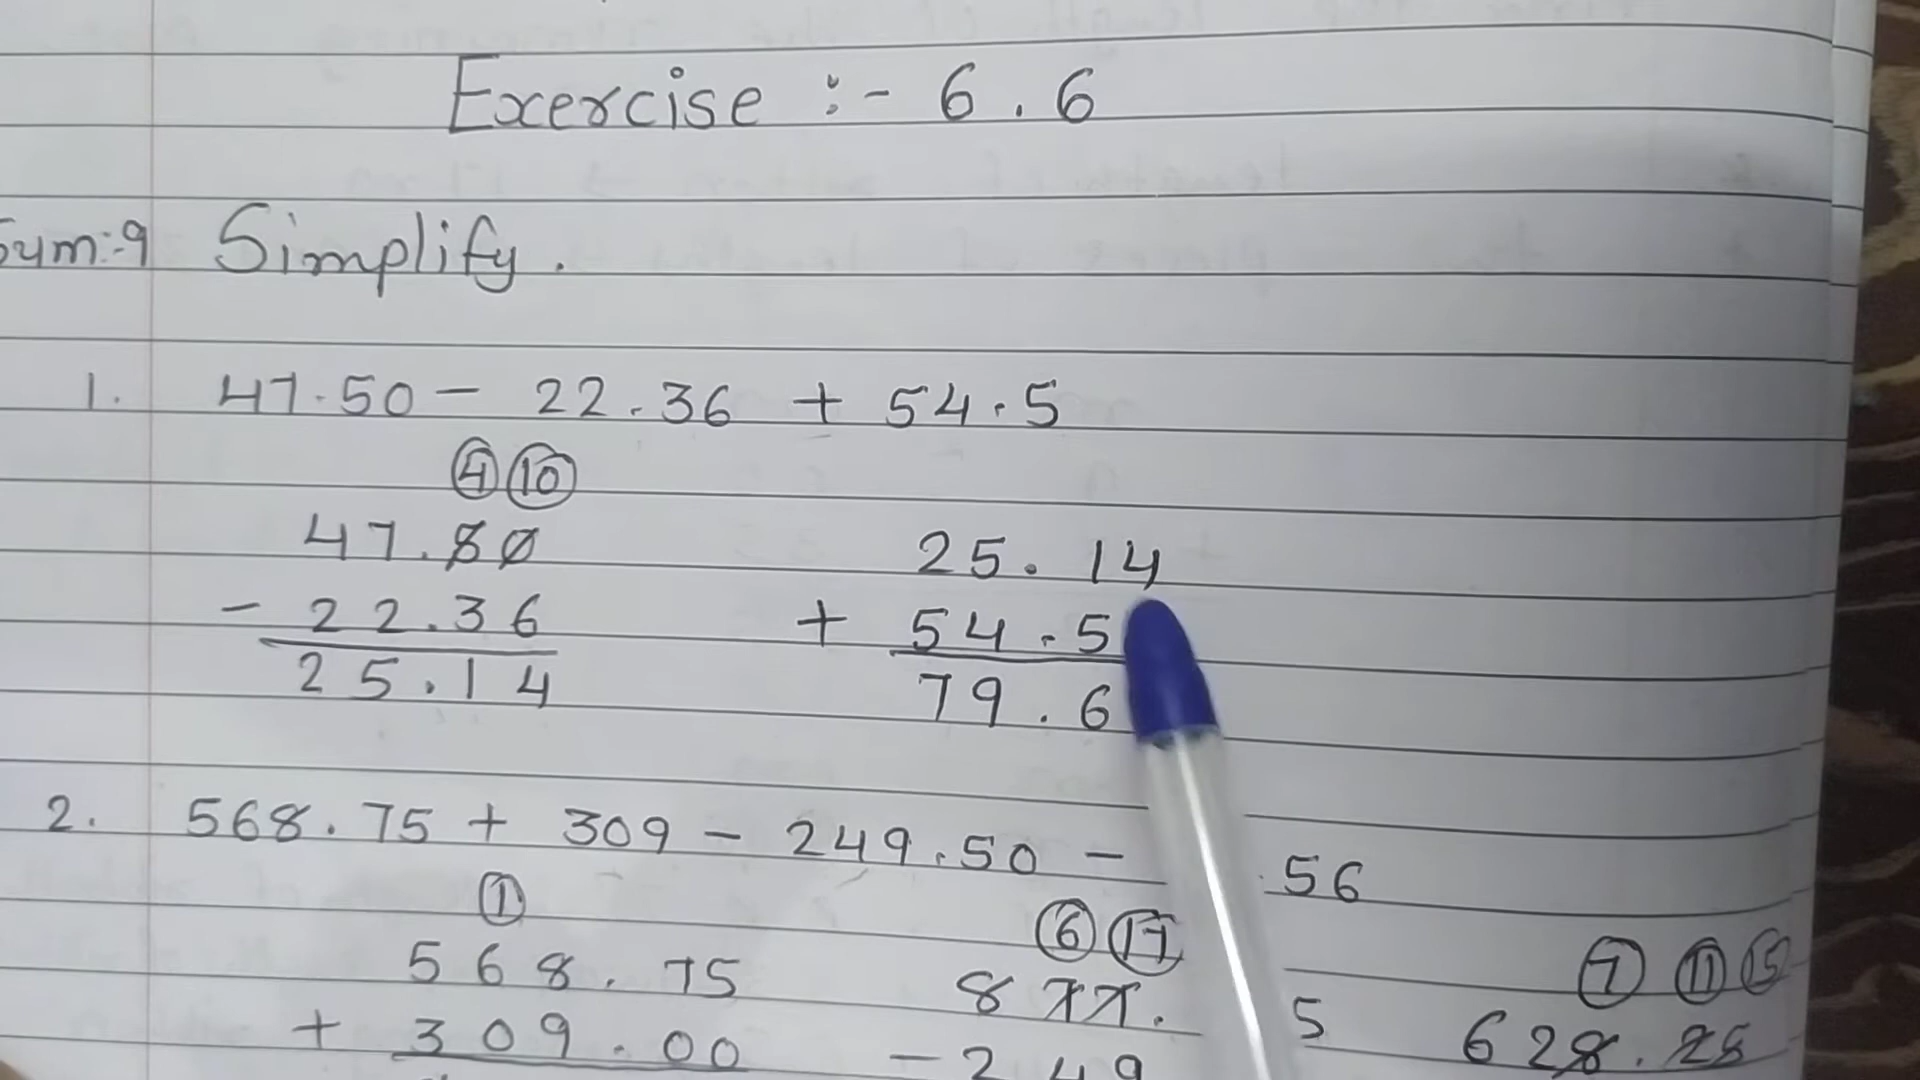 Exercise :- 6.6
Sum:-9 Simplify.
1. 47.50 - 22.36 + 54.5
4 10
47.50 25.14
- 22.36 + 54.5
25.14 79.6
2. 568.75 + 309 - 249.50 - .56
1 6 17 7 11 15
568.75 877. 5 628.25
+ 309.00 - 249